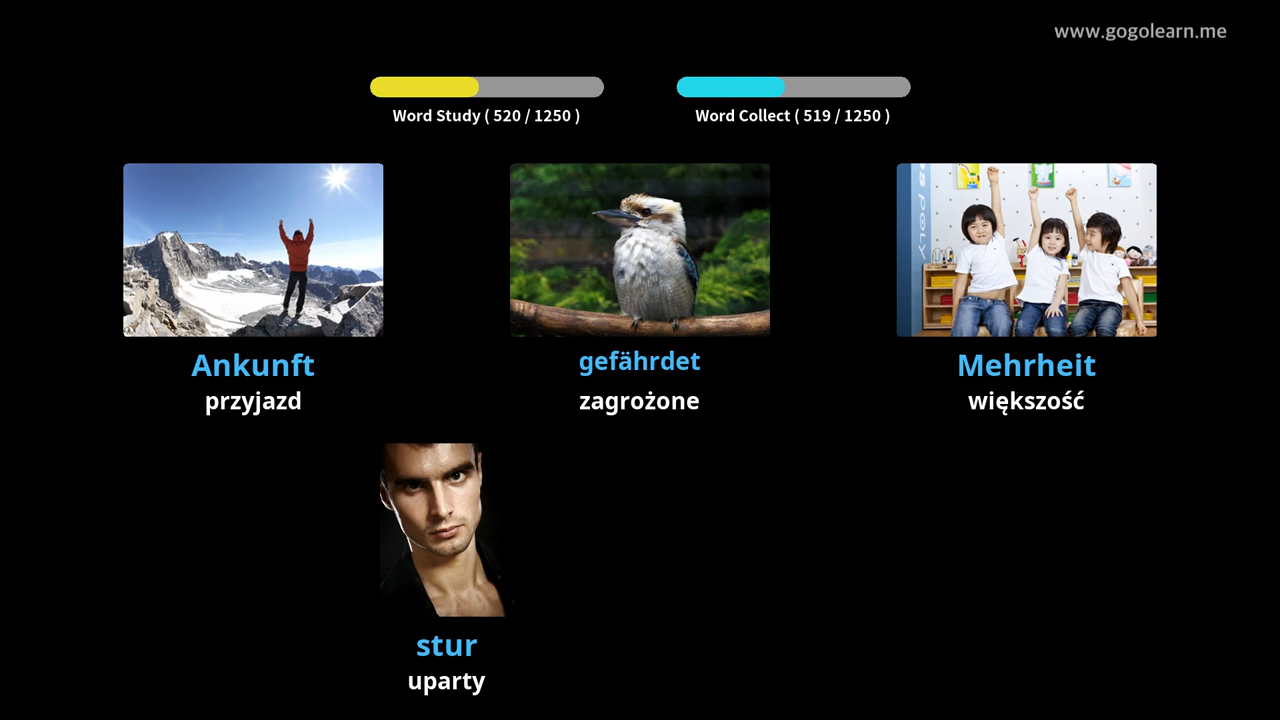 www.gogolearn.me
Word Study ( 520 / 1250 )
Word Collect ( 519 / 1250 )
Ankunft
przyjazd
gefährdet
zagrożone
Mehrheit
większość
stur
uparty